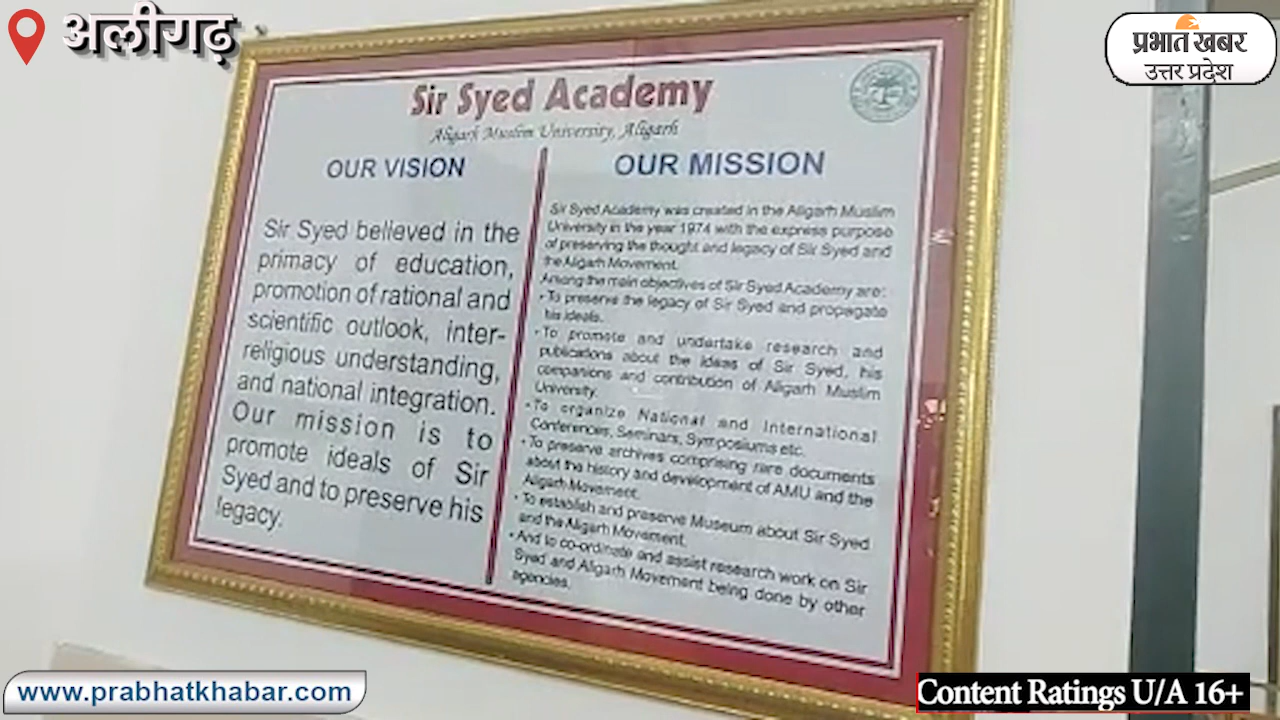 अलीगढ़
प्रभात खबर
उत्तर प्रदेश
Sir Syed Academy
Aligarh Muslim University, Aligarh
OUR VISION
Sir Syed believed in the
primacy of education,
promotion of rational and
scientific outlook, inter-
religious understanding,
and national integration.
Our mission is to
promote ideals of Sir
Syed and to preserve his
legacy.
OUR MISSION
Sir Syed Academy was created in the Aligarh Muslim
University in the year 1974 with the express purpose
of preserving the thought and legacy of Sir Syed and
the Aligarh Movement.
Among the main objectives of Sir Syed Academy are:
• To preserve the legacy of Sir Syed and propagate
his ideals.
• To promote and undertake research and
publications about the ideas of Sir Syed, his
companions and contribution of Aligarh Muslim
University.
• To organize National and International
Conferences, Seminars, Symposiums etc.
• To preserve archives comprising rare documents
about the history and development of AMU and the
Aligarh Movement.
• To establish and preserve Museum about Sir Syed
and the Aligarh Movement.
• And to co-ordinate and assist research work on Sir
Syed and Aligarh Movement being done by other
agencies.
www.prabhatkhabar.com
Content Ratings U/A 16+